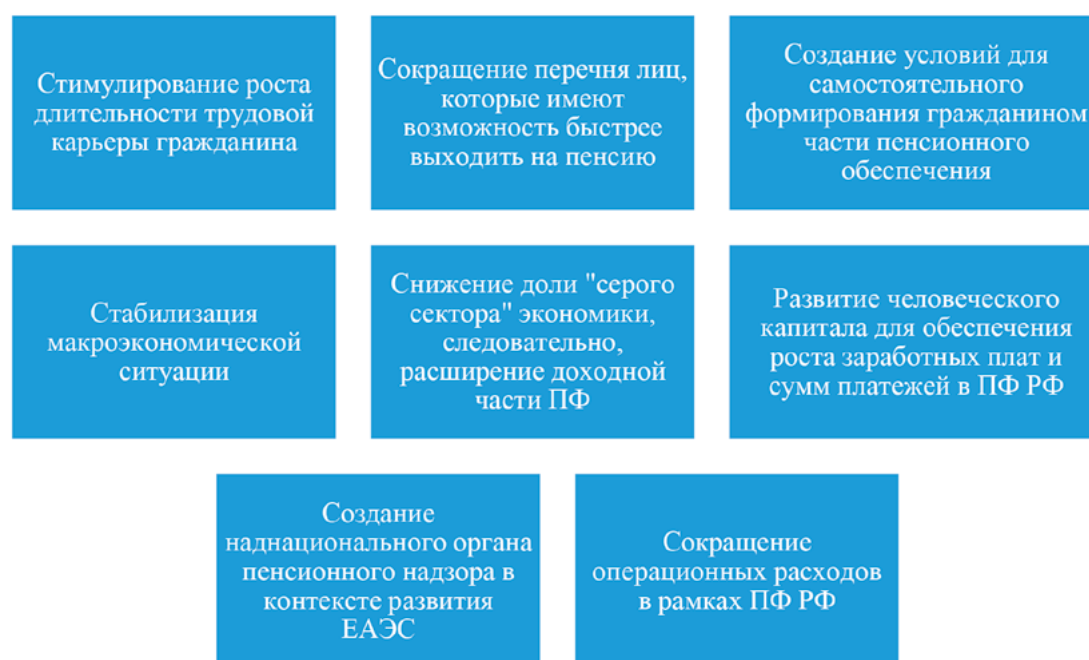 Стимулирование роста
длительности трудовой
карьеры гражданина
Сокращение перечня лиц,
которые имеют
возможность быстрее
выходить на пенсию
Создание условий для
самостоятельного
формирования гражданином
части пенсионного
обеспечения
Стабилизация
макроэкономической
ситуации
Снижение доли "серого
сектора" экономики,
следовательно,
расширение доходной
части ПФ
Развитие человеческого
капитала для обеспечения
роста заработных плат и
сумм платежей в ПФ РФ
Создание
наднационального органа
пенсионного надзора в
контексте развития
ЕАЭС
Сокращение
операционных расходов
в рамках ПФ РФ